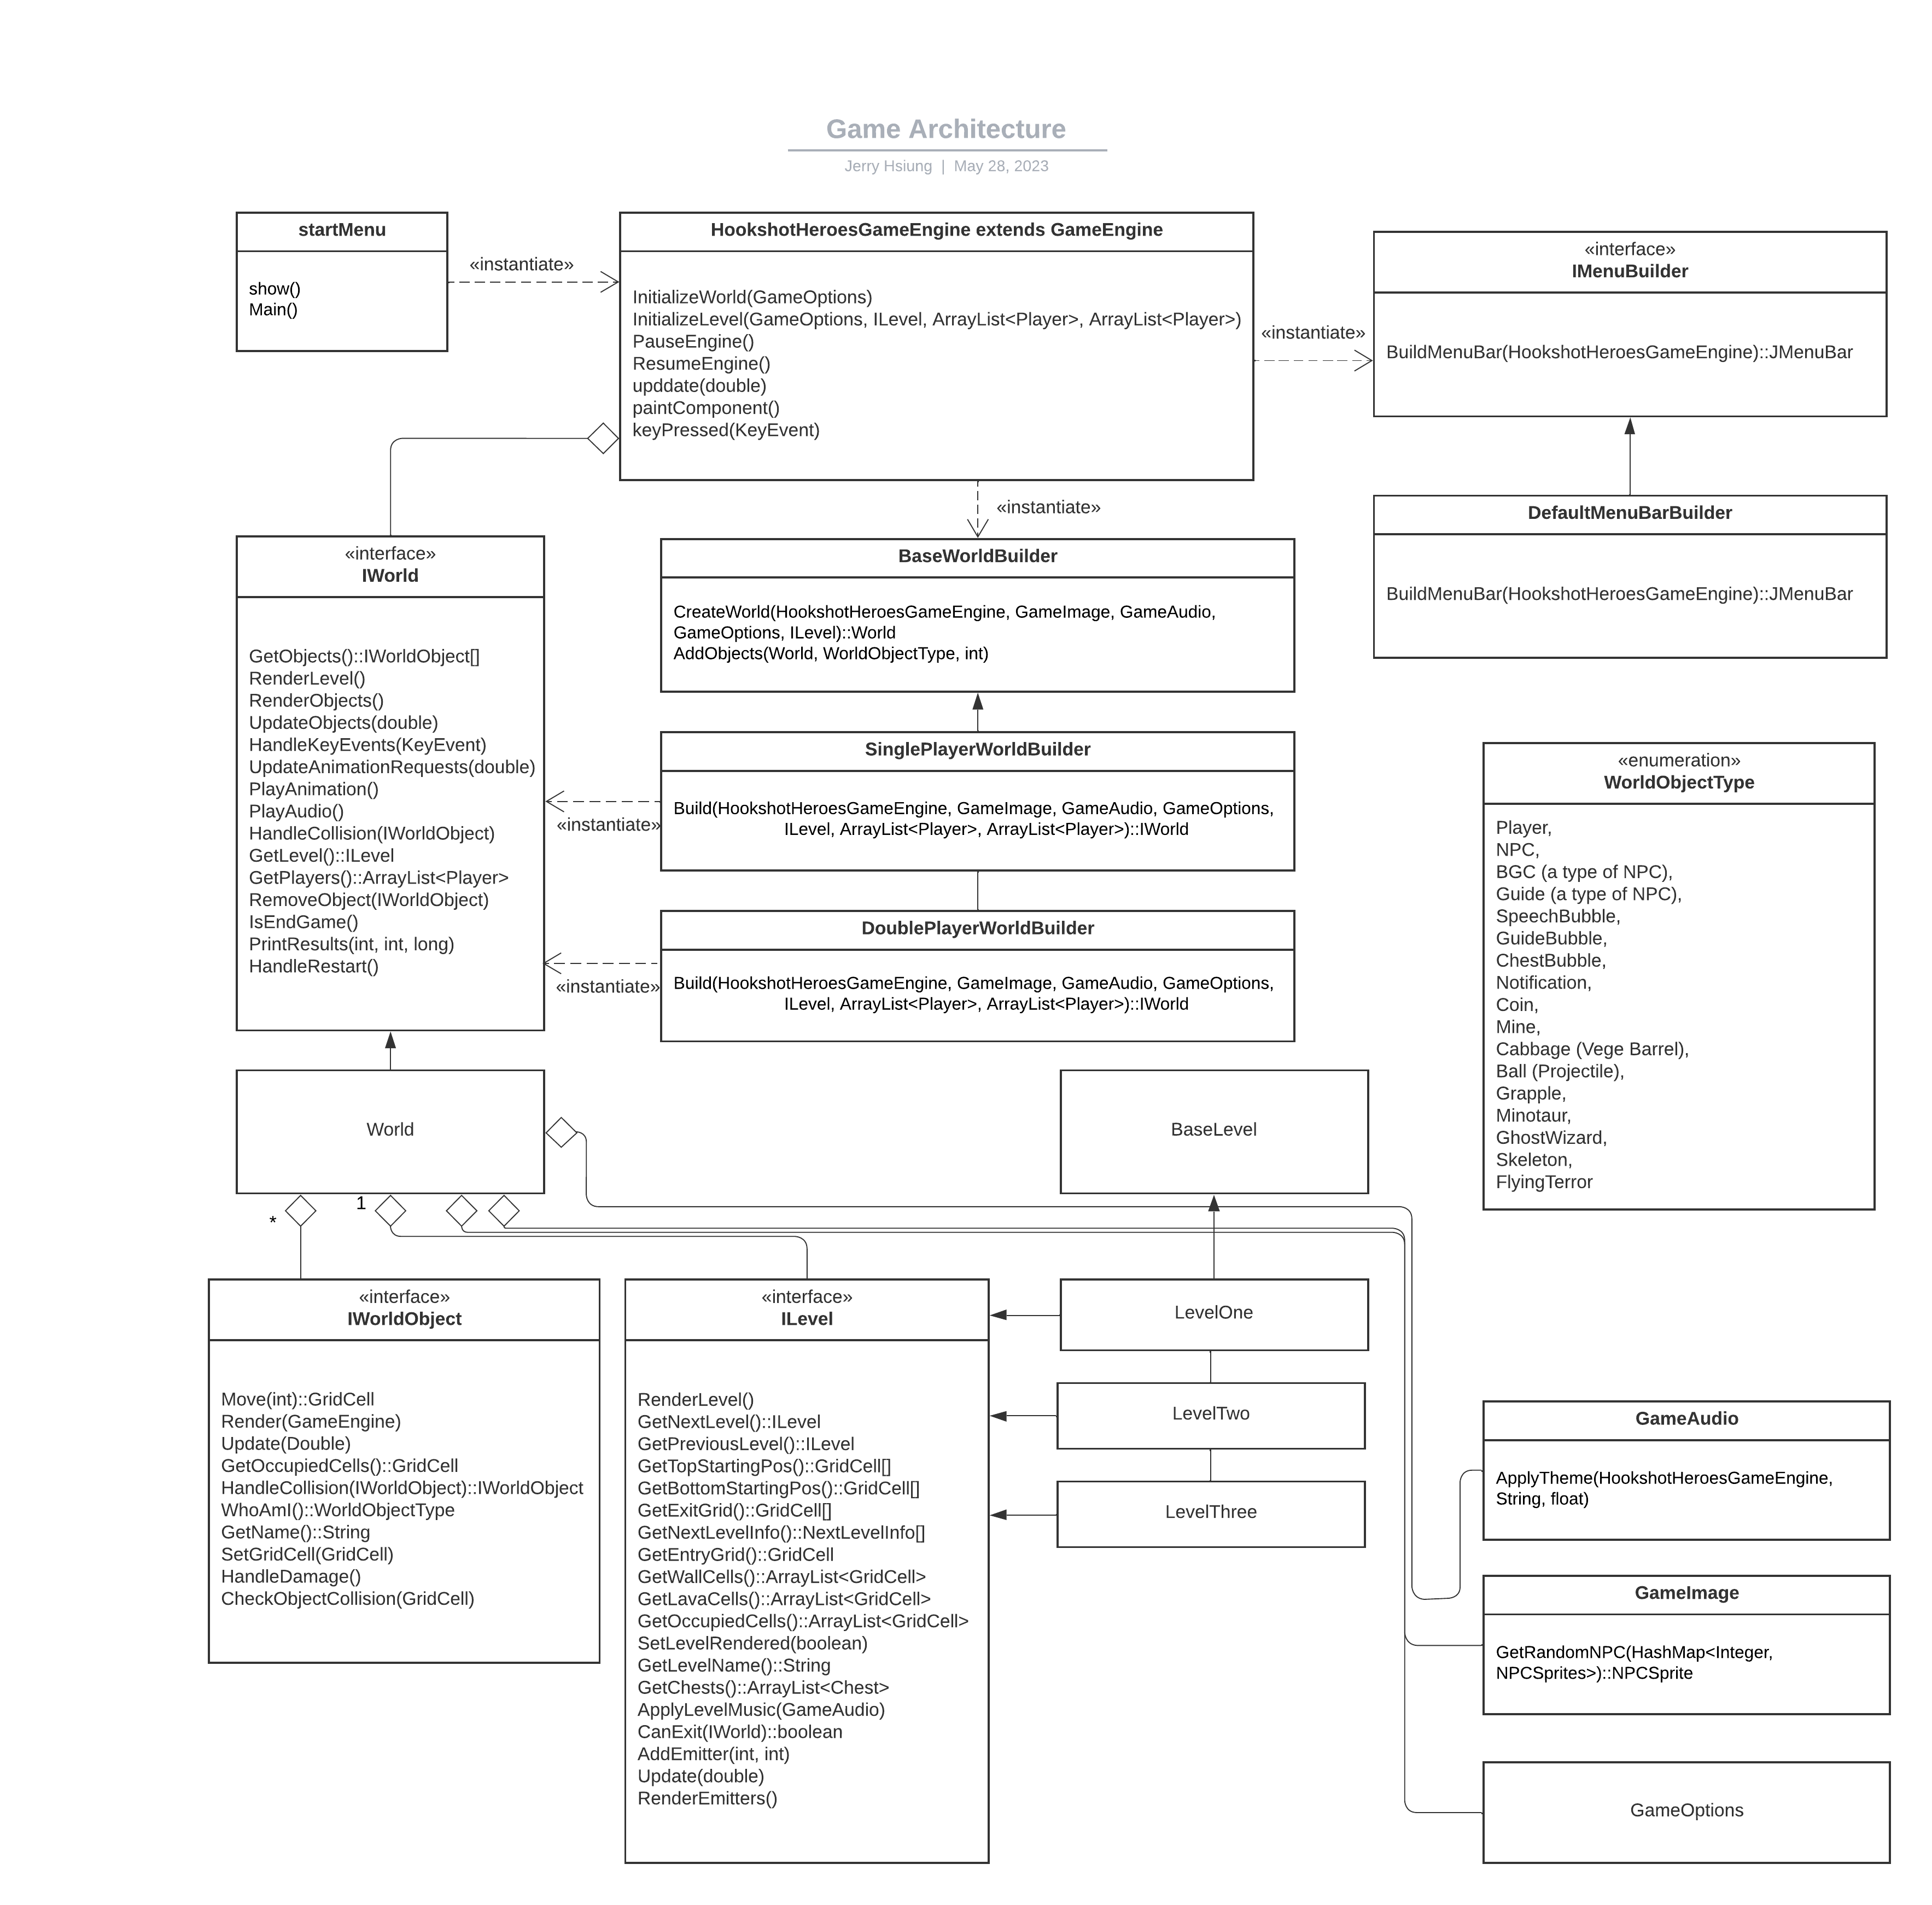 Game Architecture
Jerry Hsiung | May 28, 2023
startMenu
show()
Main()
«instantiate»
HookshotHeroesGameEngine extends GameEngine
InitializeWorld(GameOptions)
InitializeLevel(GameOptions, ILevel, ArrayList<Player>, ArrayList<Player>)
PauseEngine()
ResumeEngine()
upddate(double)
paintComponent()
keyPressed(KeyEvent)
«instantiate»
«interface»
IMenuBuilder
BuildMenuBar(HookshotHeroesGameEngine)::JMenuBar
DefaultMenuBarBuilder
BuildMenuBar(HookshotHeroesGameEngine)::JMenuBar
«instantiate»
«interface»
IWorld
GetObjects()::IWorldObject[]
RenderLevel()
RenderObjects()
UpdateObjects(double)
HandleKeyEvents(KeyEvent)
UpdateAnimationRequests(double)
PlayAnimation()
PlayAudio()
HandleCollision(IWorldObject)
GetLevel()::ILevel
GetPlayers()::ArrayList<Player>
RemoveObject(IWorldObject)
IsEndGame()
PrintResults(int, int, long)
HandleRestart()
BaseWorldBuilder
CreateWorld(HookshotHeroesGameEngine, GameImage, GameAudio,
GameOptions, ILevel)::World
AddObjects(World, WorldObjectType, int)
SinglePlayerWorldBuilder
Build(HookshotHeroesGameEngine, GameImage, GameAudio, GameOptions,
ILevel, ArrayList<Player>, ArrayList<Player>)::IWorld
«instantiate»
DoublePlayerWorldBuilder
Build(HookshotHeroesGameEngine, GameImage, GameAudio, GameOptions,
ILevel, ArrayList<Player>, ArrayList<Player>)::IWorld
«instantiate»
«enumeration»
WorldObjectType
Player,
NPC,
BGC (a type of NPC),
Guide (a type of NPC),
SpeechBubble,
GuideBubble,
ChestBubble,
Notification,
Coin,
Mine,
Cabbage (Vege Barrel),
Ball (Projectile),
Grapple,
Minotaur,
GhostWizard,
Skeleton,
FlyingTerror
World
BaseLevel
*
1
«interface»
IWorldObject
Move(int)::GridCell
Render(GameEngine)
Update(Double)
GetOccupiedCells()::GridCell
HandleCollision(IWorldObject)::IWorldObject
WhoAmI()::WorldObjectType
GetName()::String
SetGridCell(GridCell)
HandleDamage()
CheckObjectCollision(GridCell)
«interface»
ILevel
RenderLevel()
GetNextLevel()::ILevel
GetPreviousLevel()::ILevel
GetTopStartingPos()::GridCell[]
GetBottomStartingPos()::GridCell[]
GetExitGrid()::GridCell[]
GetNextLevelInfo()::NextLevelInfo[]
GetEntryGrid()::GridCell
GetWallCells()::ArrayList<GridCell>
GetLavaCells()::ArrayList<GridCell>
GetOccupiedCells()::ArrayList<GridCell>
SetLevelRendered(boolean)
GetLevelName()::String
GetChests()::ArrayList<Chest>
ApplyLevelMusic(GameAudio)
CanExit(IWorld)::boolean
AddEmitter(int, int)
Update(double)
RenderEmitters()
LevelOne
LevelTwo
LevelThree
GameAudio
ApplyTheme(HookshotHeroesGameEngine,
String, float)
GameImage
GetRandomNPC(HashMap<Integer,
NPCSprites>)::NPCSprite
GameOptions